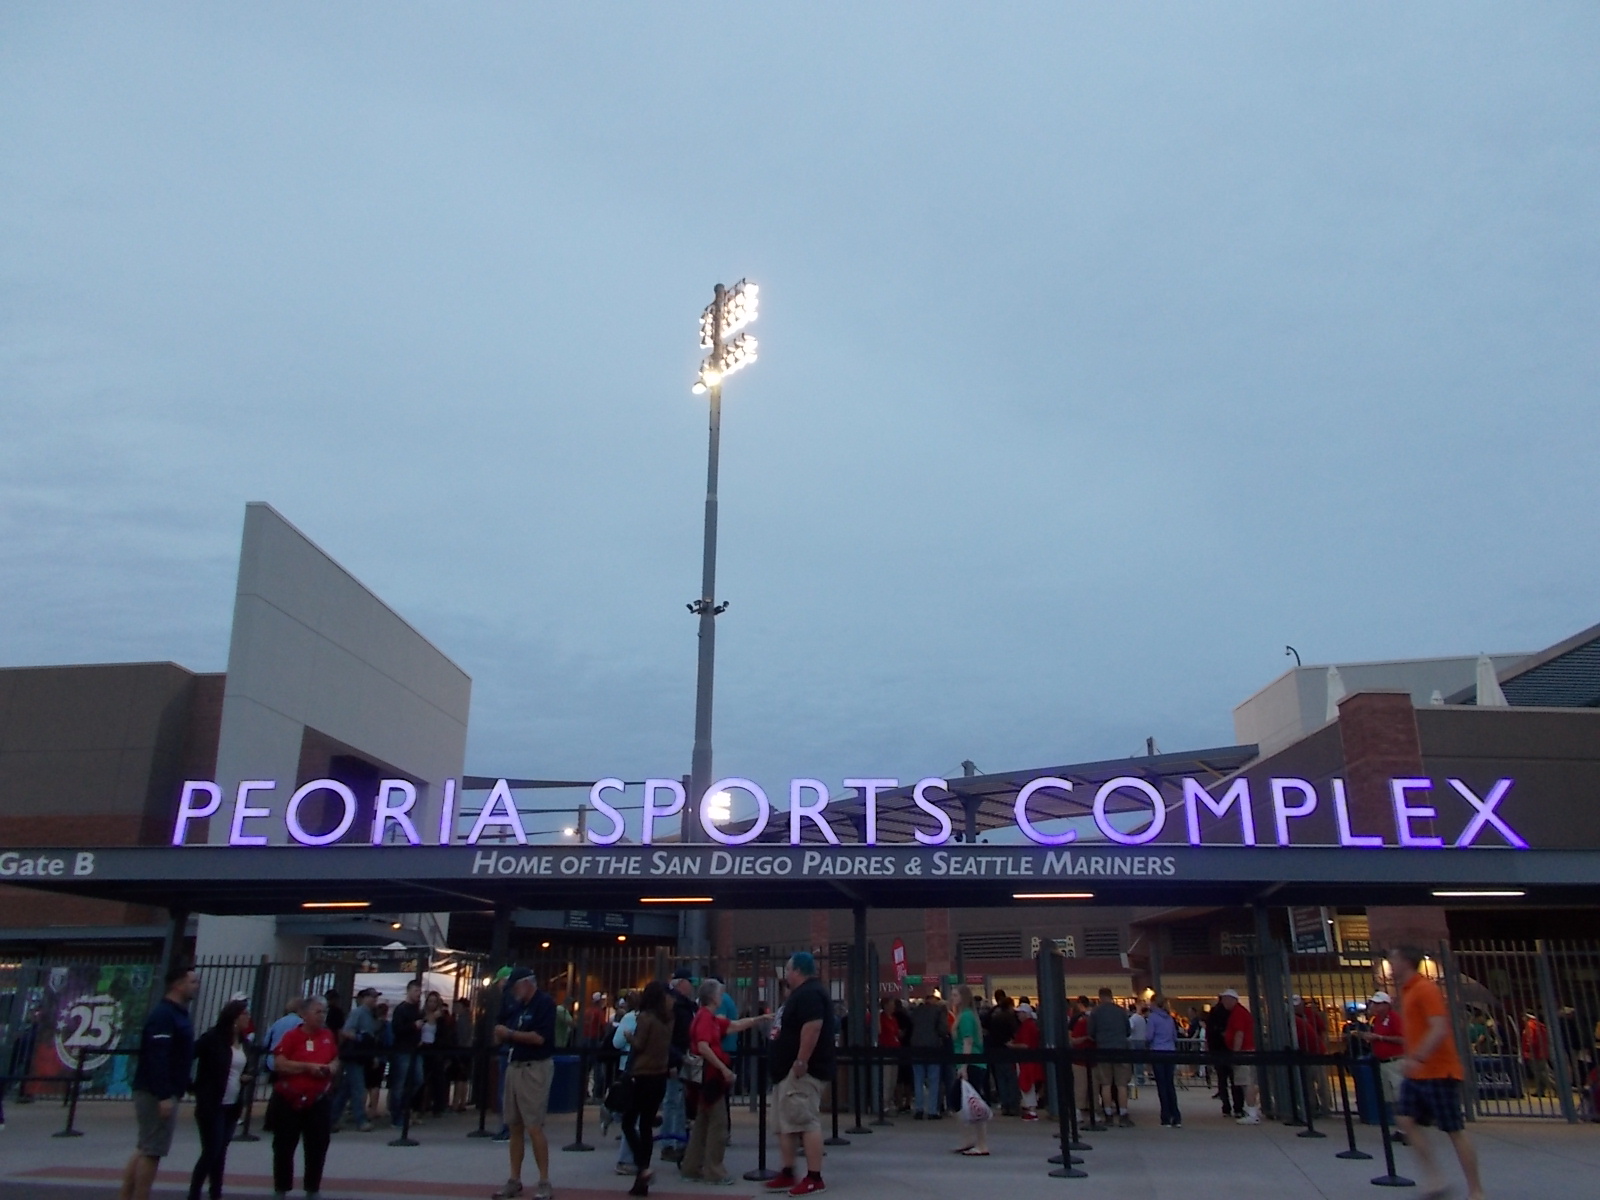 PEORIA SPORTS COMPLEX
Gate B
HOME OF THE SAN DIEGO PADRES & SEATTLE MARINERS
25